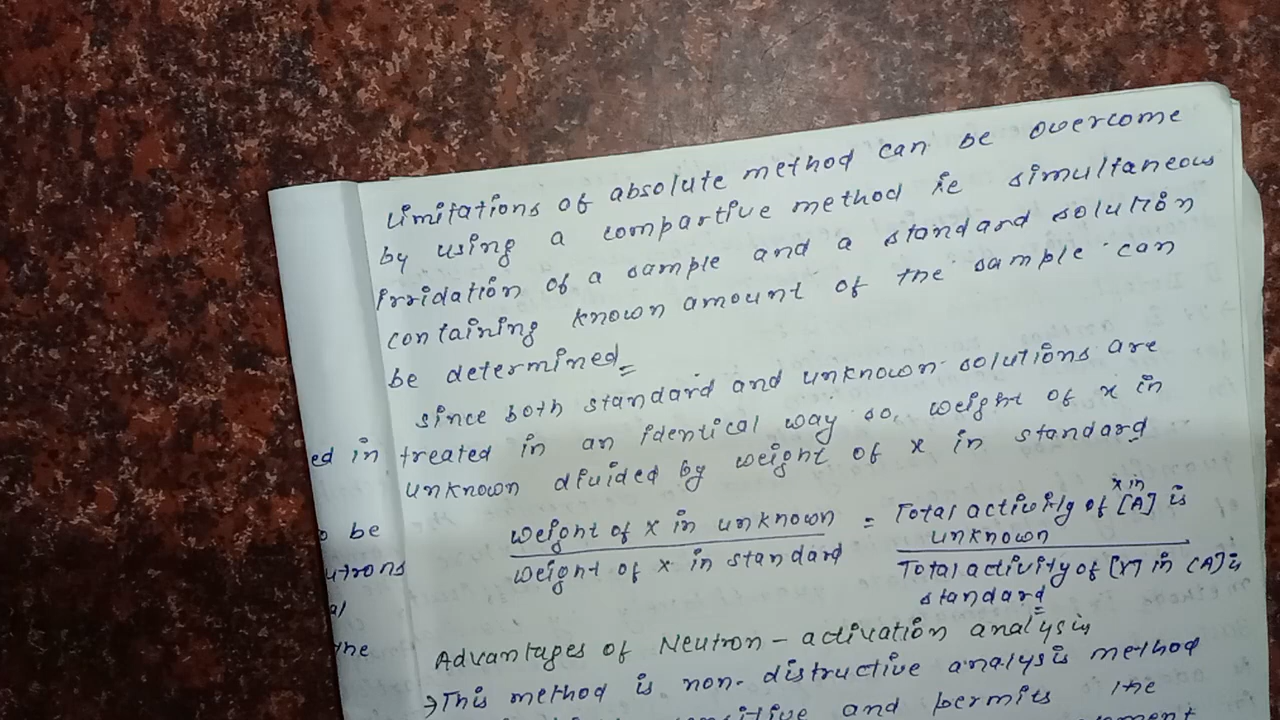 Limitations of absolute method can be overcome
by using a compartive method ie simultaneous
irridation of a sample and a standard solution
containing known amount of the sample can
be determined
since both standard and unknown solutions are
ed in
treated in an identical way so, weight of x in
unknown divided by weight of x in standard
o be
weight of x in unknown = Total activity of x in [A] is unknown
weight of x in standard Total activity of [x] in [A] is standard
utrons
al
the
Advantages of Neutron - activation analysis
→ This method is non-distructive analysis method
and permits the